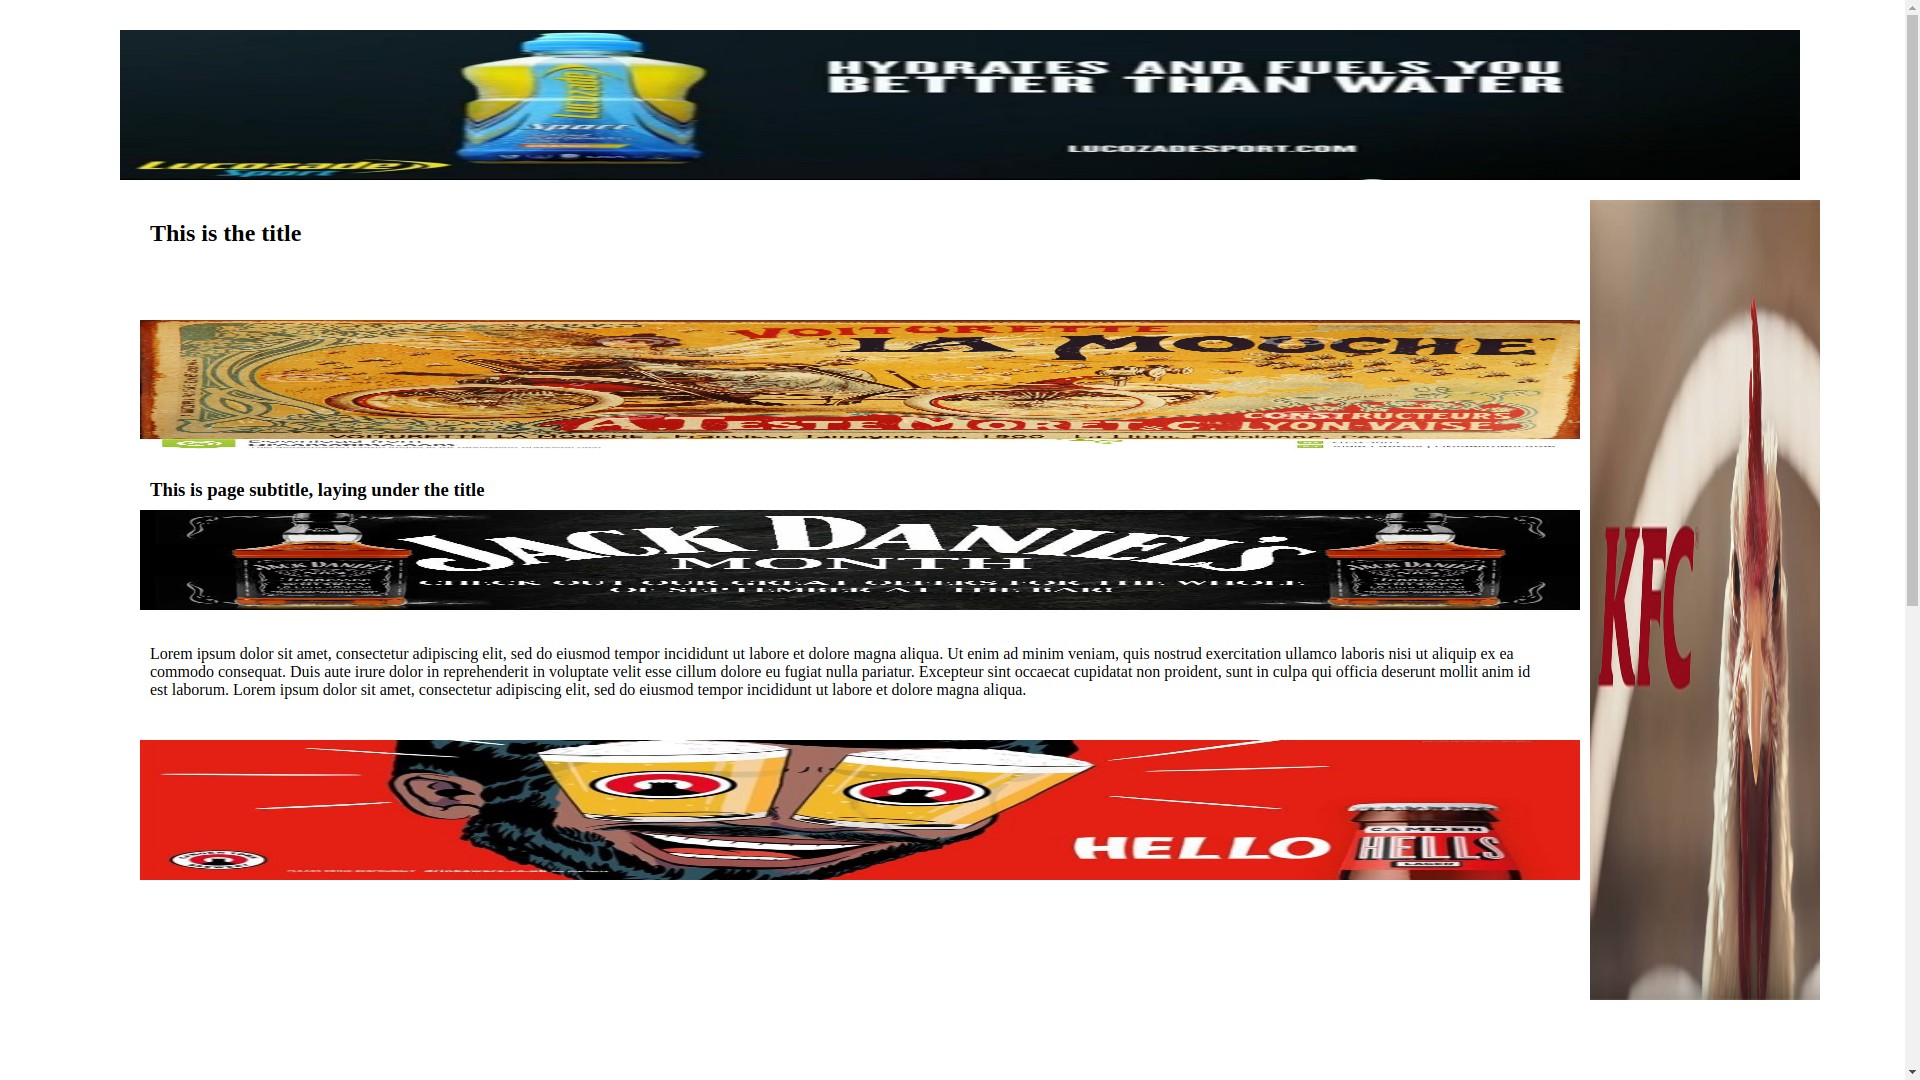 HYDRATES AND FUELS YOU
BETTER THAN WATER
Lucozade
Sport
LUCOZADESPORT.COM
Lucozade
Sport
This is the title
VOITURETTE
"LA MOUCHE"
CONSTRUCTEURS
A. TESTE MORET & C.A LYON-VAISE
This is page subtitle, laying under the title
JACK DANIEL'S
MONTH
CHECK OUT OUR GREAT OFFERS FOR THE WHOLE
OF SEPTEMBER AT THE BAR!
JACK DANIEL'S
JACK DANIEL'S
KFC
Lorem ipsum dolor sit amet, consectetur adipiscing elit, sed do eiusmod tempor incididunt ut labore et dolore magna aliqua. Ut enim ad minim veniam, quis nostrud exercitation ullamco laboris nisi ut aliquip ex ea
commodo consequat. Duis aute irure dolor in reprehenderit in voluptate velit esse cillum dolore eu fugiat nulla pariatur. Excepteur sint occaecat cupidatat non proident, sunt in culpa qui officia deserunt mollit anim id
est laborum. Lorem ipsum dolor sit amet, consectetur adipiscing elit, sed do eiusmod tempor incididunt ut labore et dolore magna aliqua.
HELLO
CAMDEN
HELLS
LAGER